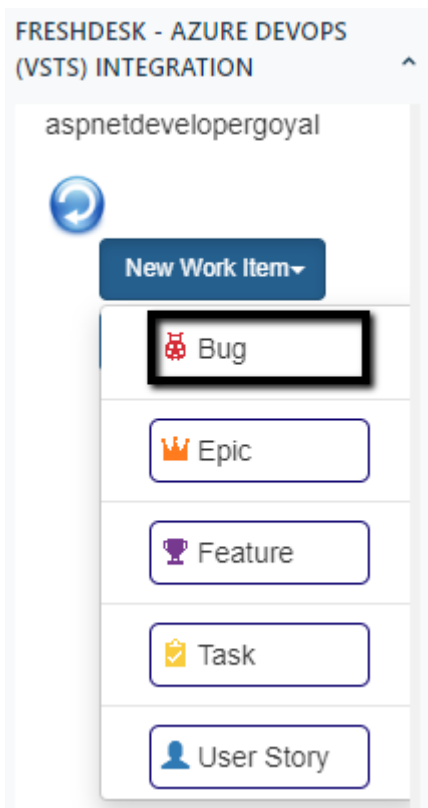 FRESHDESK - AZURE DEVOPS
(VSTS) INTEGRATION
aspnetdevelopergoyal
New Work Item
Bug
Epic
Feature
Task
User Story